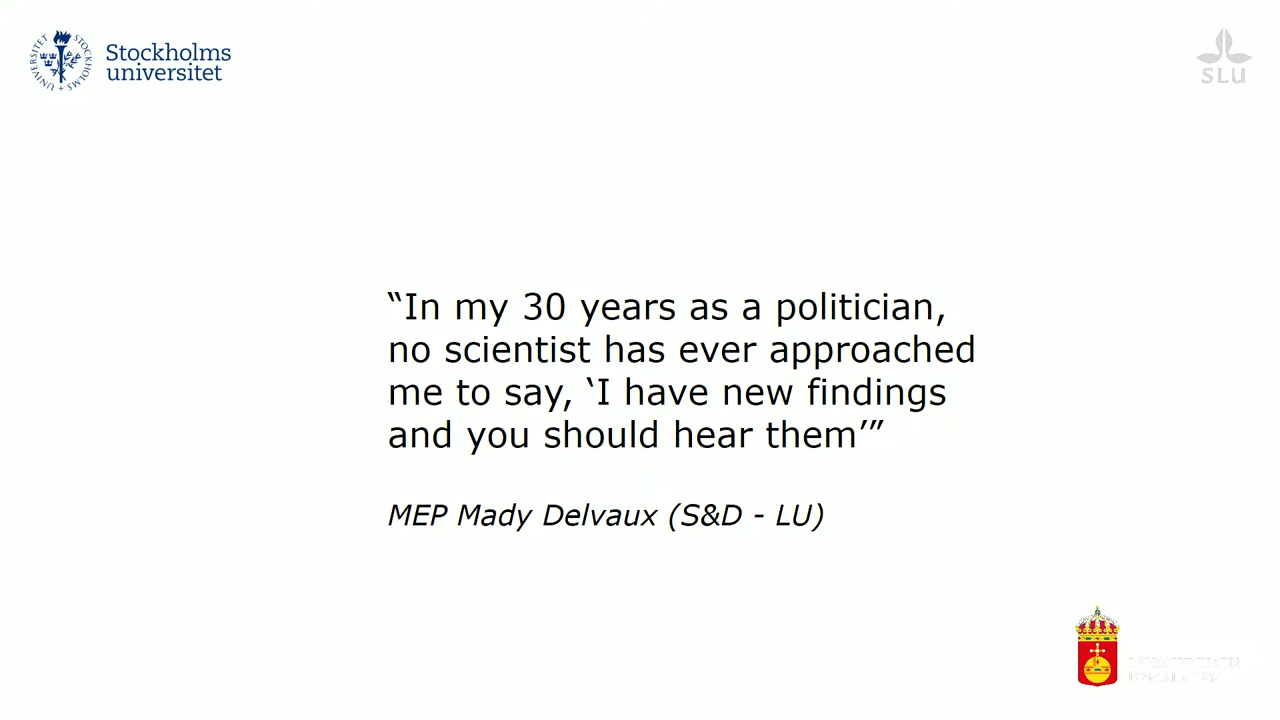 Stockholms
universitet
SLU
“In my 30 years as a politician,
no scientist has ever approached
me to say, ‘I have new findings
and you should hear them’”
MEP Mady Delvaux (S&D - LU)